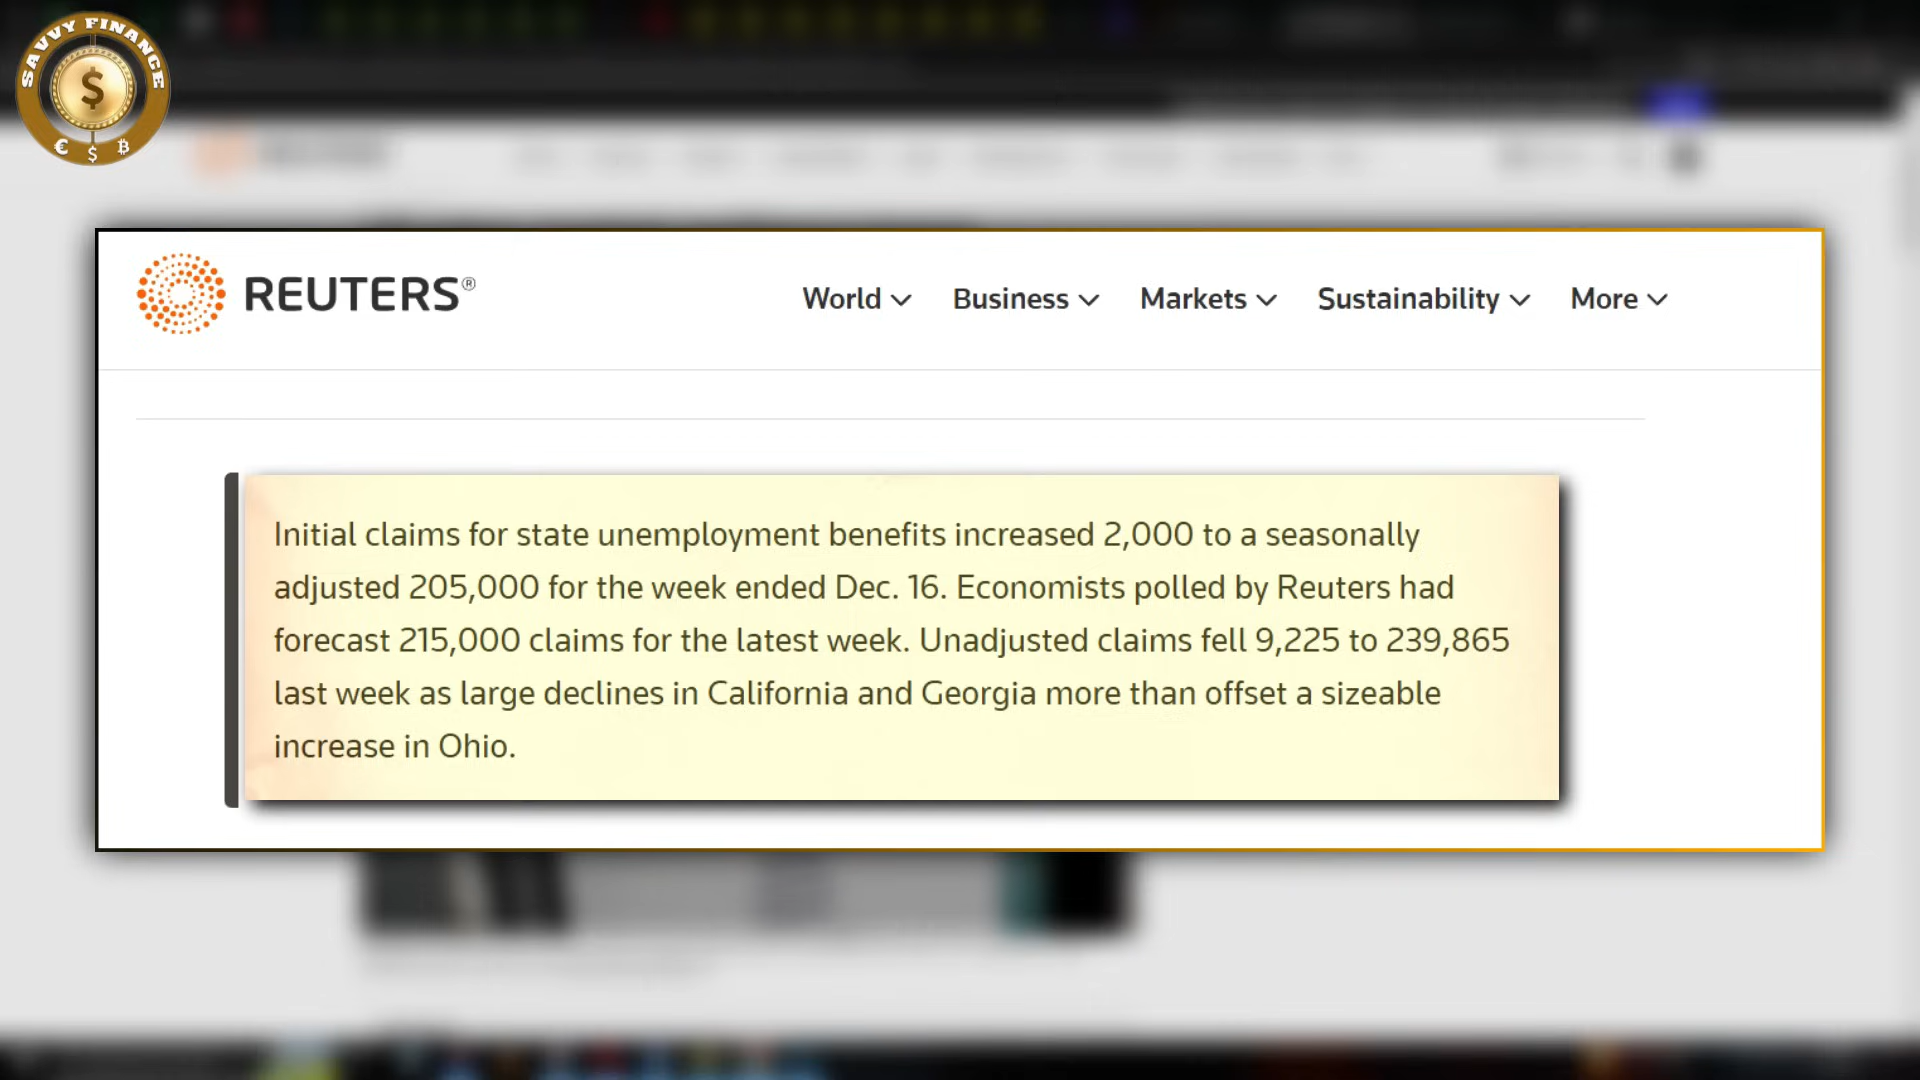 SAVVY FINANCE
$
€ $ ₿
REUTERS®
World Business Markets Sustainability More
Initial claims for state unemployment benefits increased 2,000 to a seasonally
adjusted 205,000 for the week ended Dec. 16. Economists polled by Reuters had
forecast 215,000 claims for the latest week. Unadjusted claims fell 9,225 to 239,865
last week as large declines in California and Georgia more than offset a sizeable
increase in Ohio.